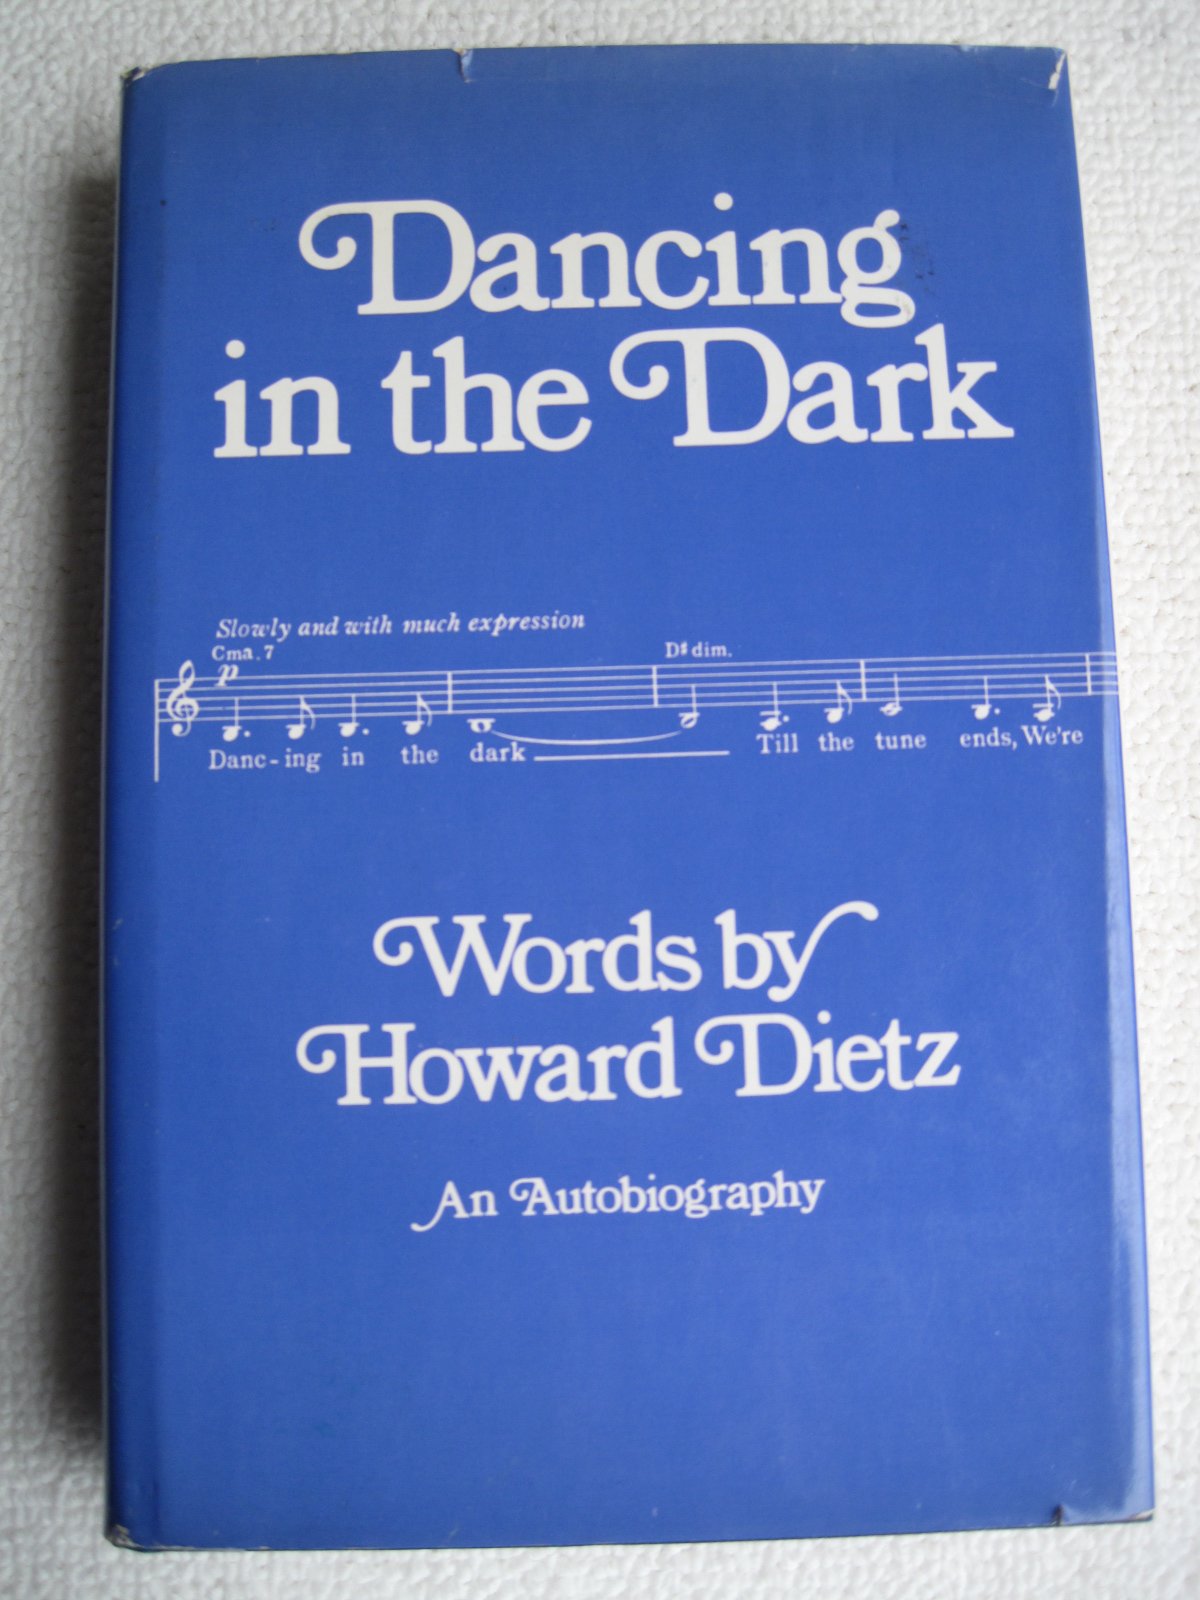 Dancing
in the Dark
Slowly and with much expression
Cma.7 D♯dim.
p
Danc-ing in the dark Till the tune ends, We're
Words by
Howard Dietz
An Autobiography